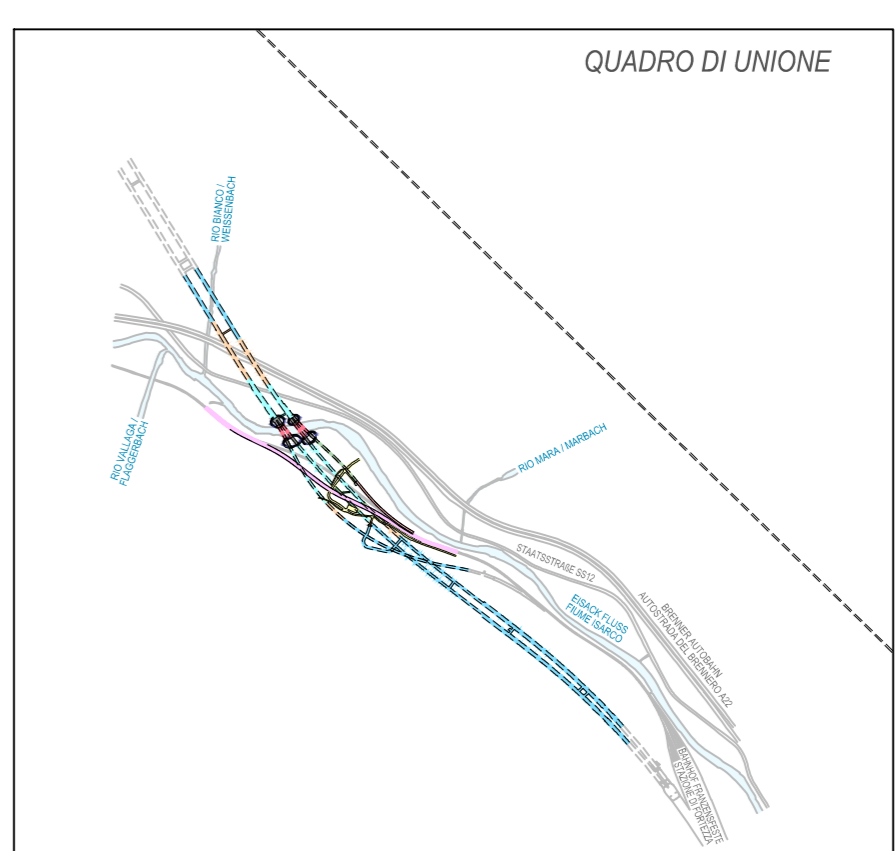 QUADRO DI UNIONE
RIO BIANCO /
WEISSENBACH
RIO VALLAGA /
FLAGGERBACH
RIO MARA / MARBACH
STAATSSTRAßE SS12
EISACK FLUSS
FIUME ISARCO
BRENNER AUTOBAHN
AUTOSTRADA DEL BRENNERO A22
BAHNHOF FRANZENSFESTE
STAZIONE DI FORTEZZA